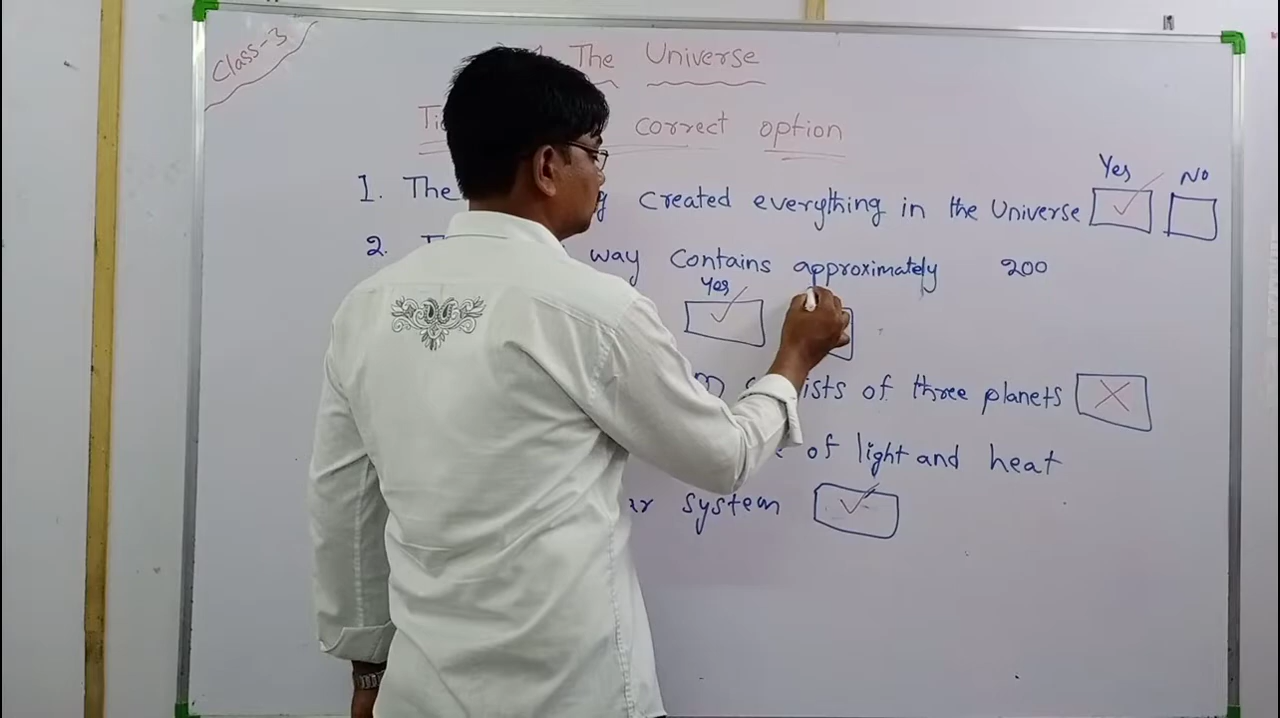 Class-3
The Universe
correct option
Yes No
1. The created everything in the Universe
2. way contains approximately 200
Yes
of three planets
of light and heat
system